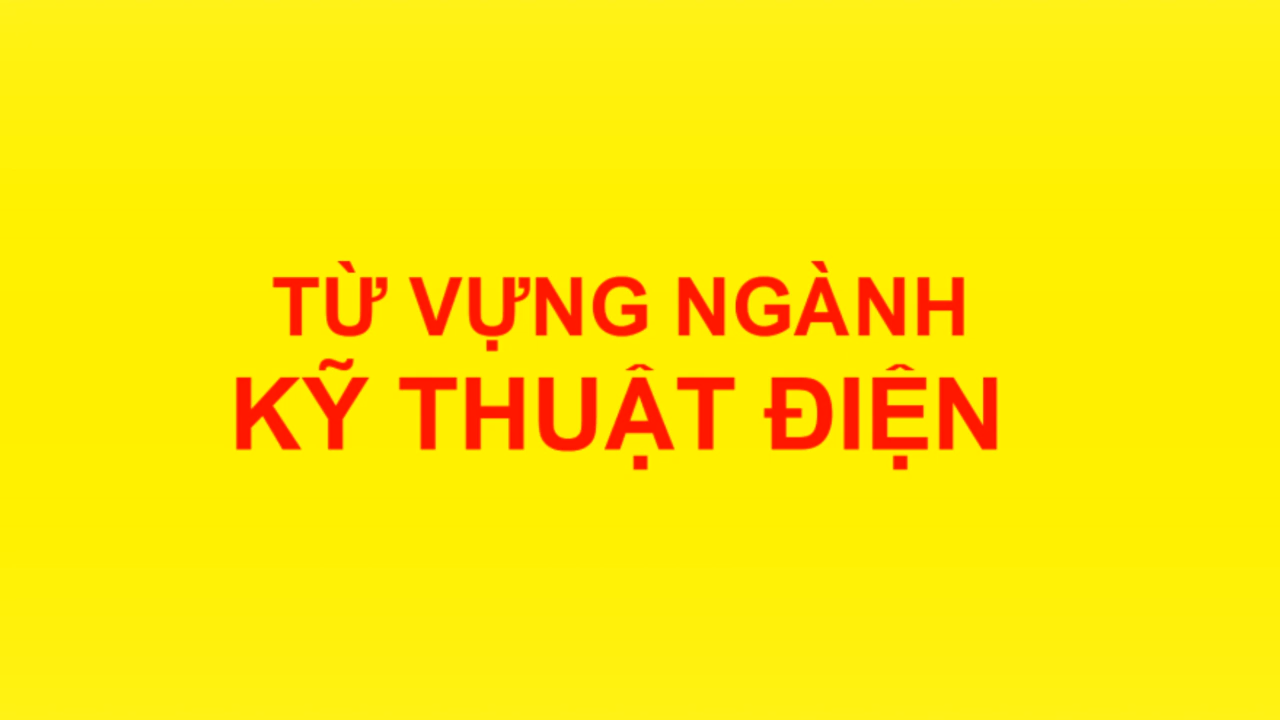 TỪ VỰNG NGÀNH
KỸ THUẬT ĐIỆN